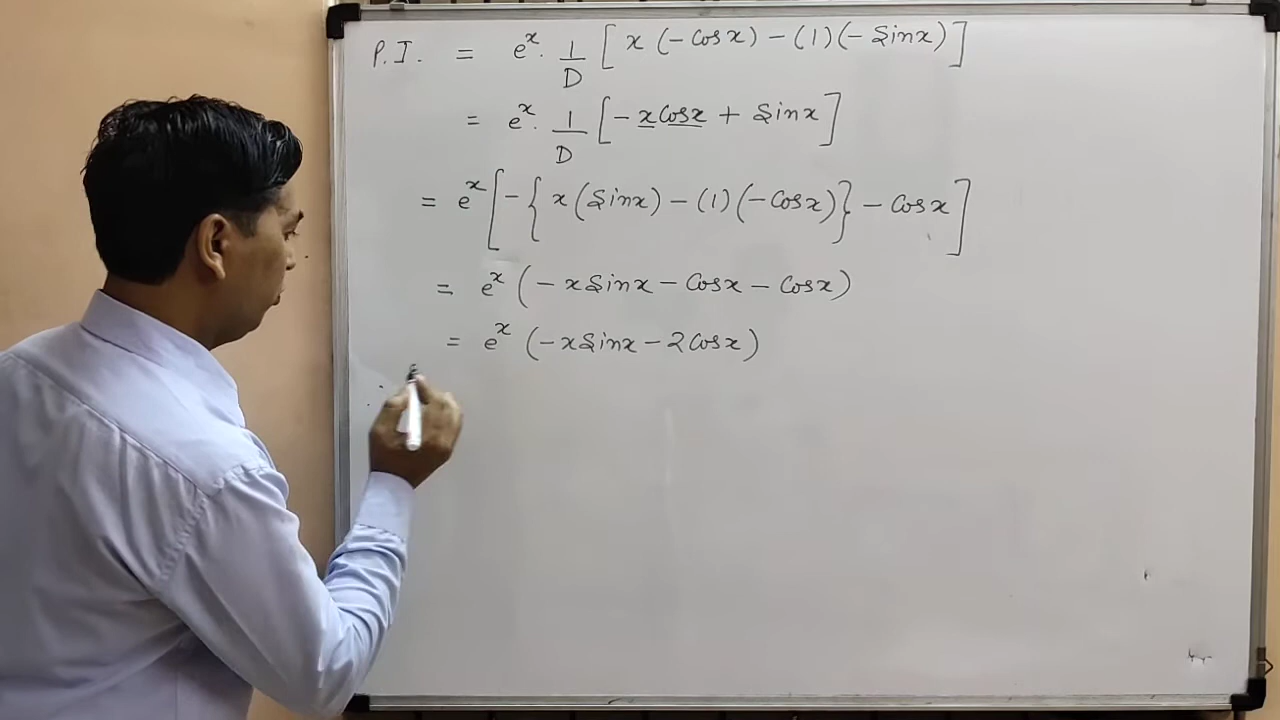 P.I. = e^x · 1/D [ x (-Cos x) - (1)(-Sin x) ]
= e^x · 1/D [ - x Cos x + Sin x ]
= e^x [ - { x (Sin x) - (1)(-Cos x) } - Cos x ]
= e^x ( - x Sin x - Cos x - Cos x )
= e^x ( - x Sin x - 2 Cos x )